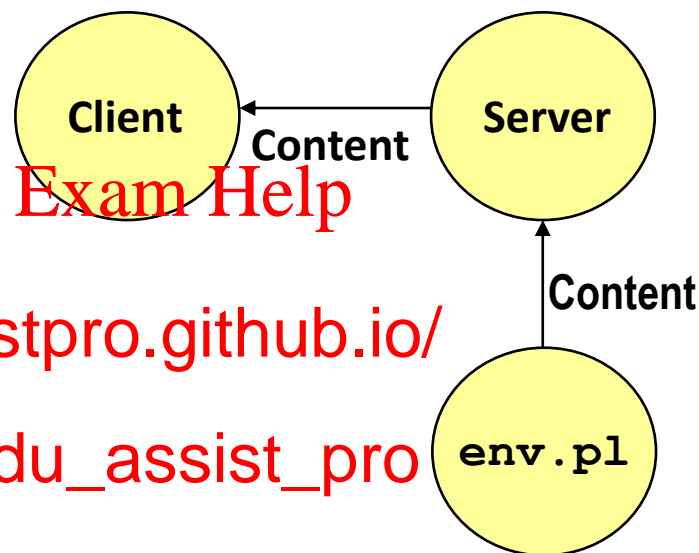 Client
Server
Content
Exam Help
Content
stpro.github.io/
du_assist_pro
env.pl